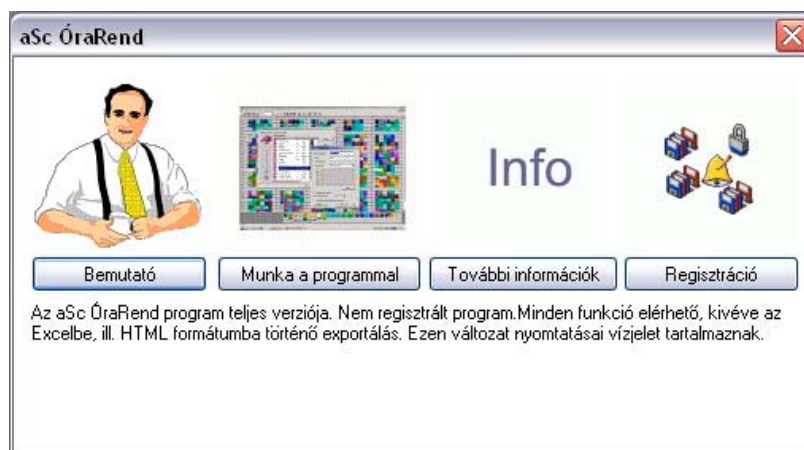 aSc ÓraRend
Info
Bemutató
Munka a programmal
További információk
Regisztráció
Az aSc ÓraRend program teljes verziója. Nem regisztrált program.Minden funkció elérhető, kivéve az
Excelbe, ill. HTML formátumba történő exportálás. Ezen változat nyomtatásai vízjelet tartalmaznak.